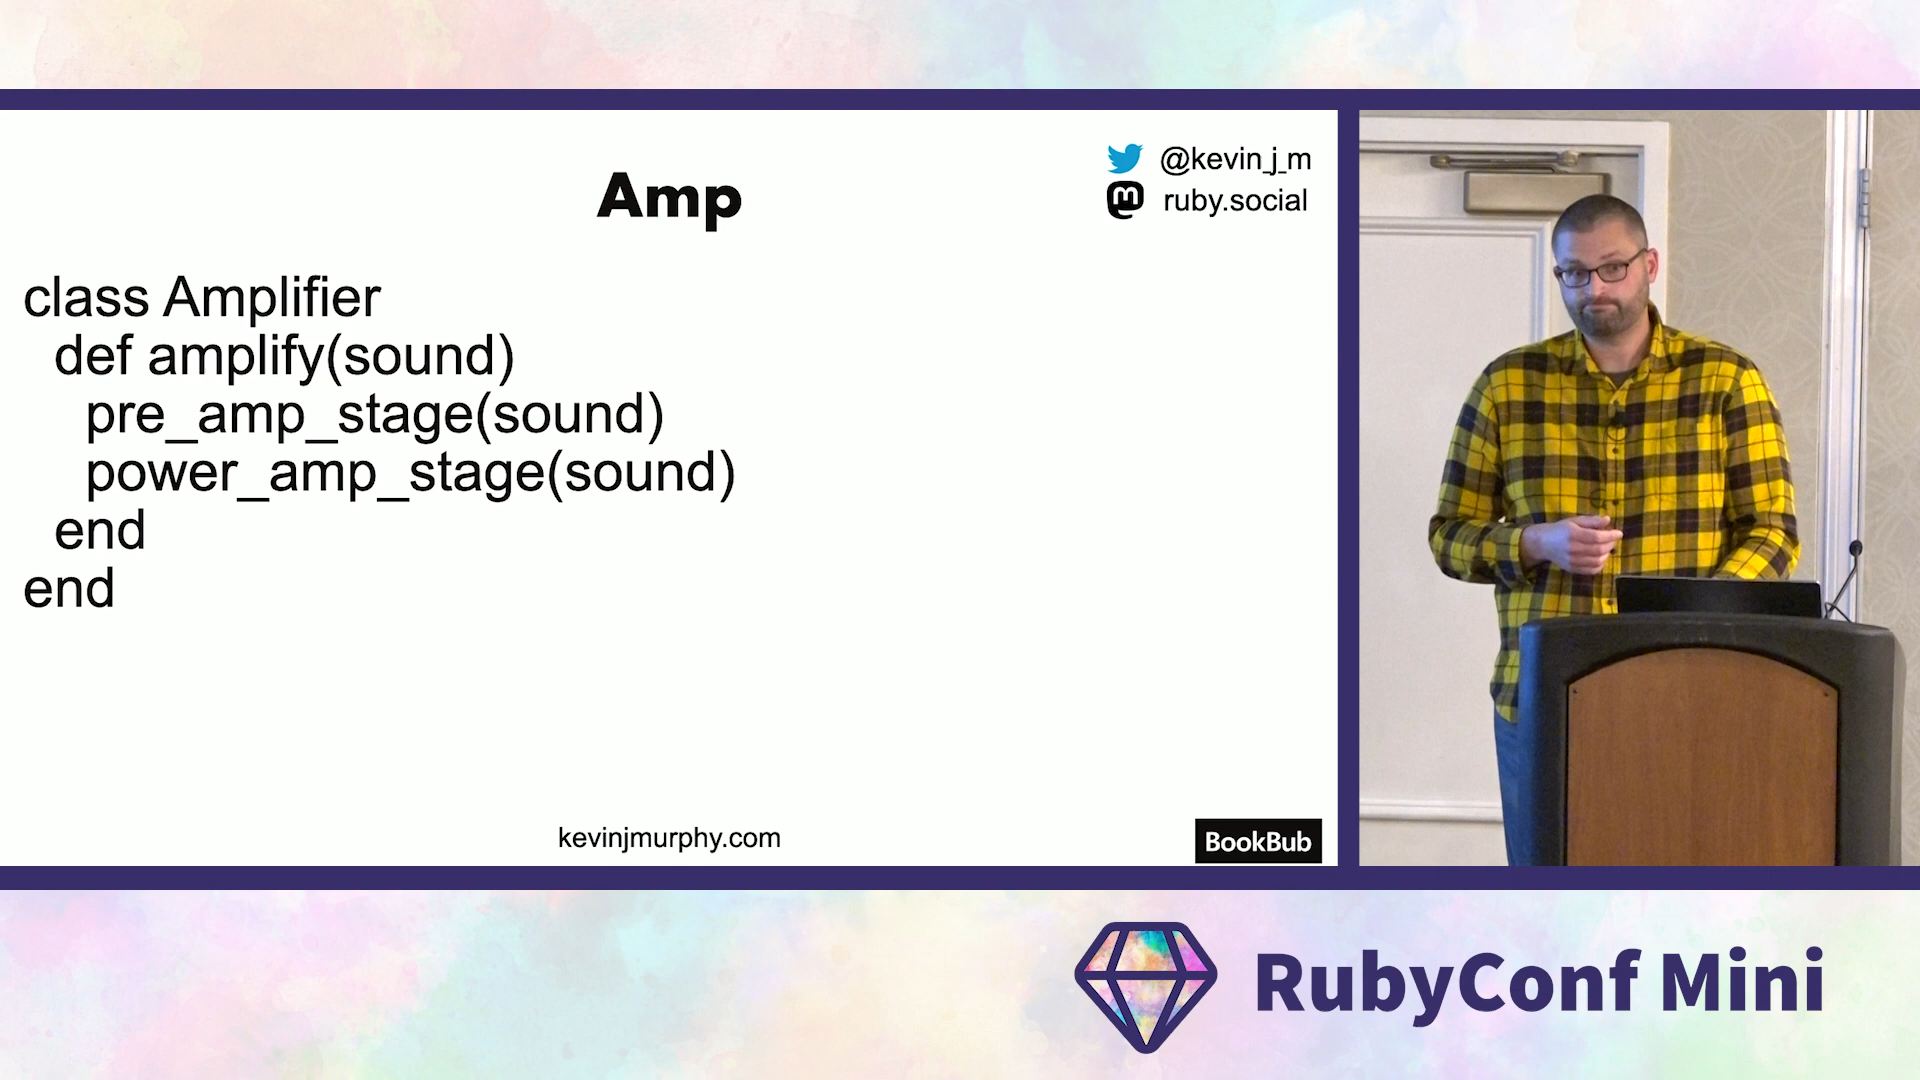 Amp
@kevin_j_m
ruby.social
class Amplifier
def amplify(sound)
pre_amp_stage(sound)
power_amp_stage(sound)
end
end
kevinjmurphy.com
BookBub
RubyConf Mini